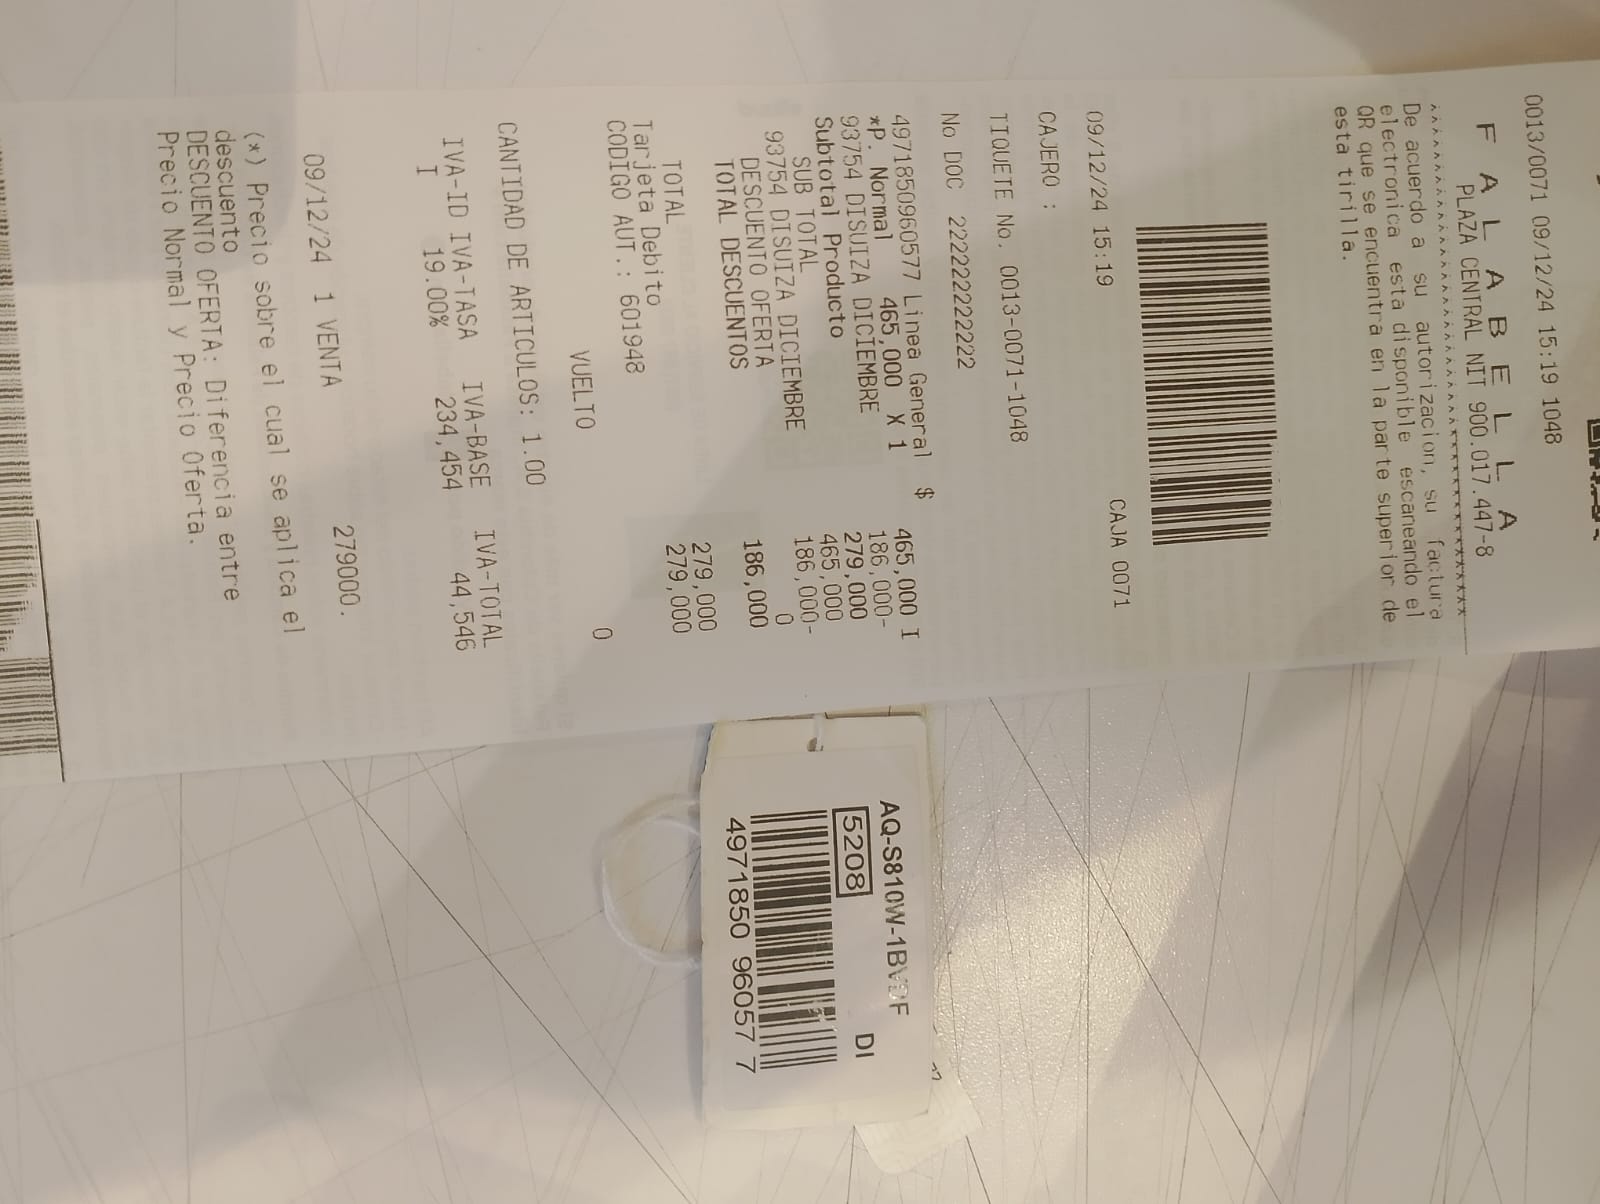 0013/0071 09/12/24 15:19 1048
F A L A B E L L A
PLAZA CENTRAL NIT 900.017.447-8
De acuerdo a su autorizacion, su factura
electronica esta disponible escaneando el
QR que se encuentra en la parte superior de
esta tirilla.
CAJA 0071
09/12/24 15:19
CAJERO :
TIQUETE No. 0013-0071-1048
No DOC 222222222222
4971850960577 Linea General $ 465,000 I
*P. Normal 465,000 X 1
93754 DISUIZA DICIEMBRE 186,000-
Subtotal Producto 279,000
SUB TOTAL 465,000
93754 DISUIZA DICIEMBRE 186,000-
DESCUENTO OFERTA 0
TOTAL DESCUENTOS 186,000
TOTAL 279,000
Tarjeta Debito 279,000
CODIGO AUT.: 601948
VUELTO 0
CANTIDAD DE ARTICULOS: 1.00
IVA-ID IVA-TASA IVA-BASE IVA-TOTAL
I 19.00% 234,454 44,546
09/12/24 1 VENTA 279000.
(*) Precio sobre el cual se aplica el
descuento
DESCUENTO OFERTA: Diferencia entre
Precio Normal y Precio Oferta.
AQ-S810W-1BV
5208 DI
4971850 96057 7